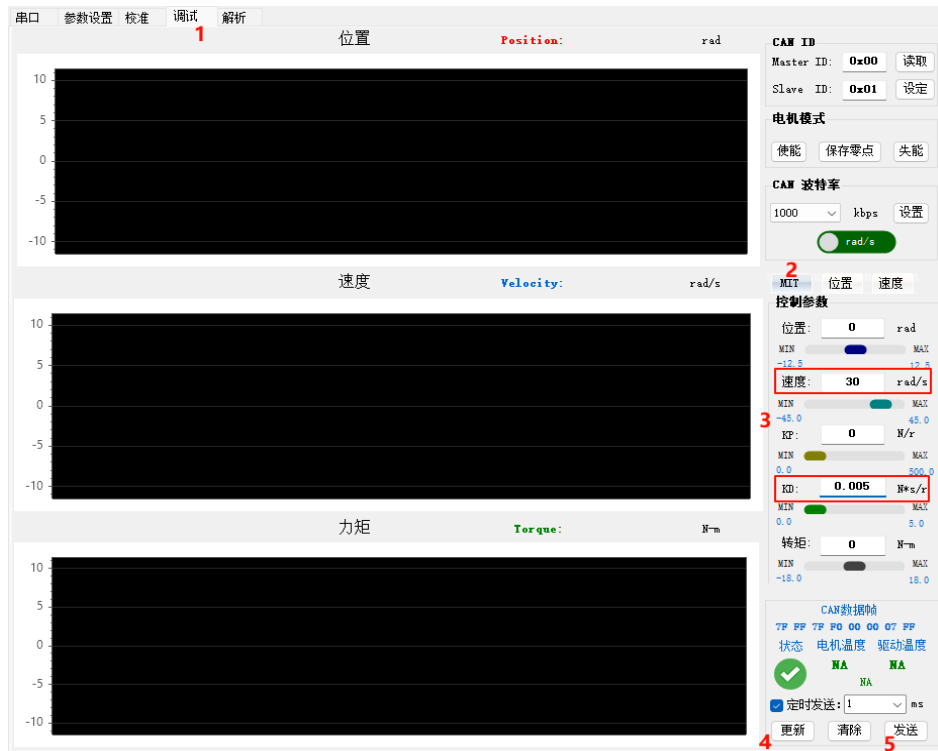 串口 参数设置 校准 调试 解析
1
位置 Position: rad
10
5
0
-5
-10
速度 Velocity: rad/s
10
5
0
-5
-10
力矩 Torque: N-m
10
5
0
-5
-10
CAN ID
Master ID: 0x00 读取
Slave ID: 0x01 设定
电机模式
使能 保存零点 失能
CAN 波特率
1000 kbps 设置
rad/s
2
MIT 位置 速度
控制参数
位置: 0 rad
MIN MAX
-12.5 12.5
速度: 30 rad/s
MIN MAX
3 -45.0 45.0
KP: 0 N/r
MIN MAX
0.0 500.0
KD: 0.005 N*s/r
MIN MAX
0.0 5.0
转矩: 0 N-m
MIN MAX
-18.0 18.0
CAN数据帧
7F FF 7F F0 00 00 07 FF
状态 电机温度 驱动温度
NA NA
NA
定时发送: 1 ms
4 更新 清除 发送
5